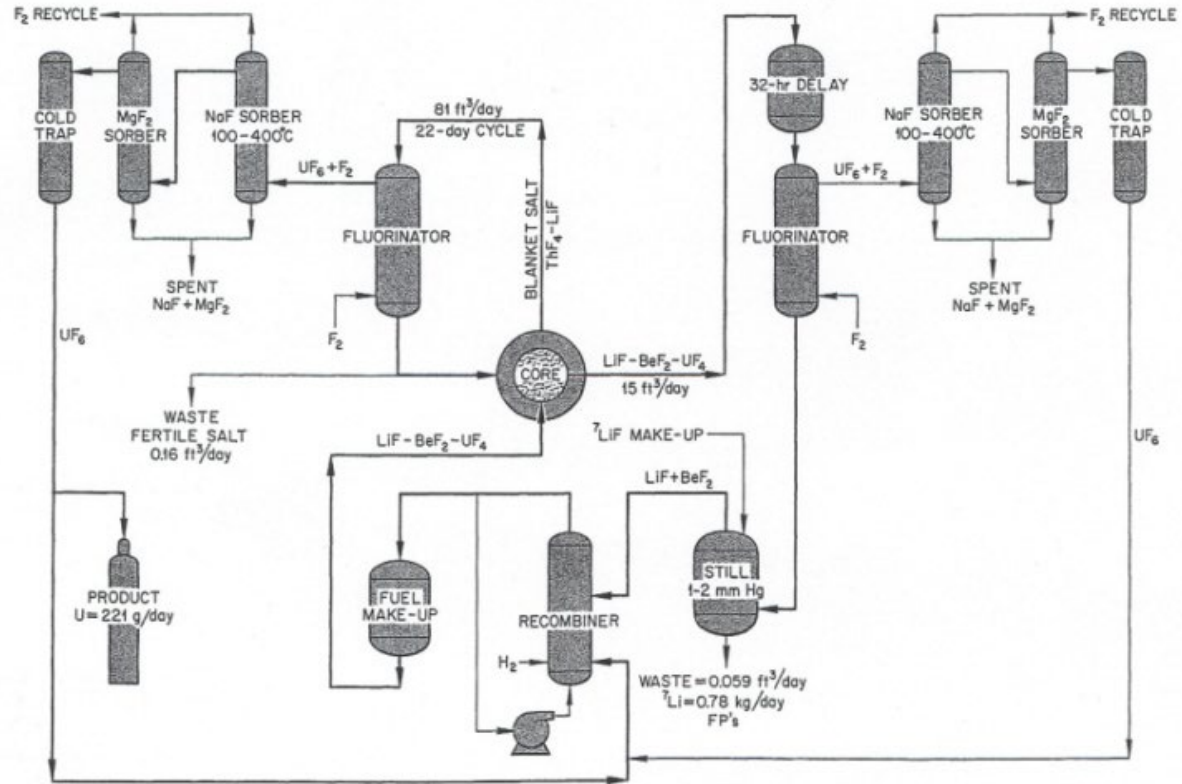 F₂ RECYCLE
F₂ RECYCLE
COLD
TRAP
MgF₂
SORBER
NaF SORBER
100-400°C
81 ft³/day
22-day CYCLE
32-hr DELAY
NaF SORBER
100-400°C
MgF₂
SORBER
COLD
TRAP
UF₆+F₂
UF₆+F₂
FLUORINATOR
BLANKET SALT
ThF₄-LiF
FLUORINATOR
SPENT
NaF+MgF₂
F₂
SPENT
NaF+MgF₂
F₂
UF₆
CORE
LiF-BeF₂-UF₄
15 ft³/day
WASTE
FERTILE SALT
0.16 ft³/day
LiF-BeF₂-UF₄
⁷LiF MAKE-UP
UF₆
LiF+BeF₂
PRODUCT
U=221 g/day
FUEL
MAKE-UP
RECOMBINER
STILL
1-2 mm Hg
H₂
WASTE=0.059 ft³/day
⁷Li=0.78 kg/day
FP's